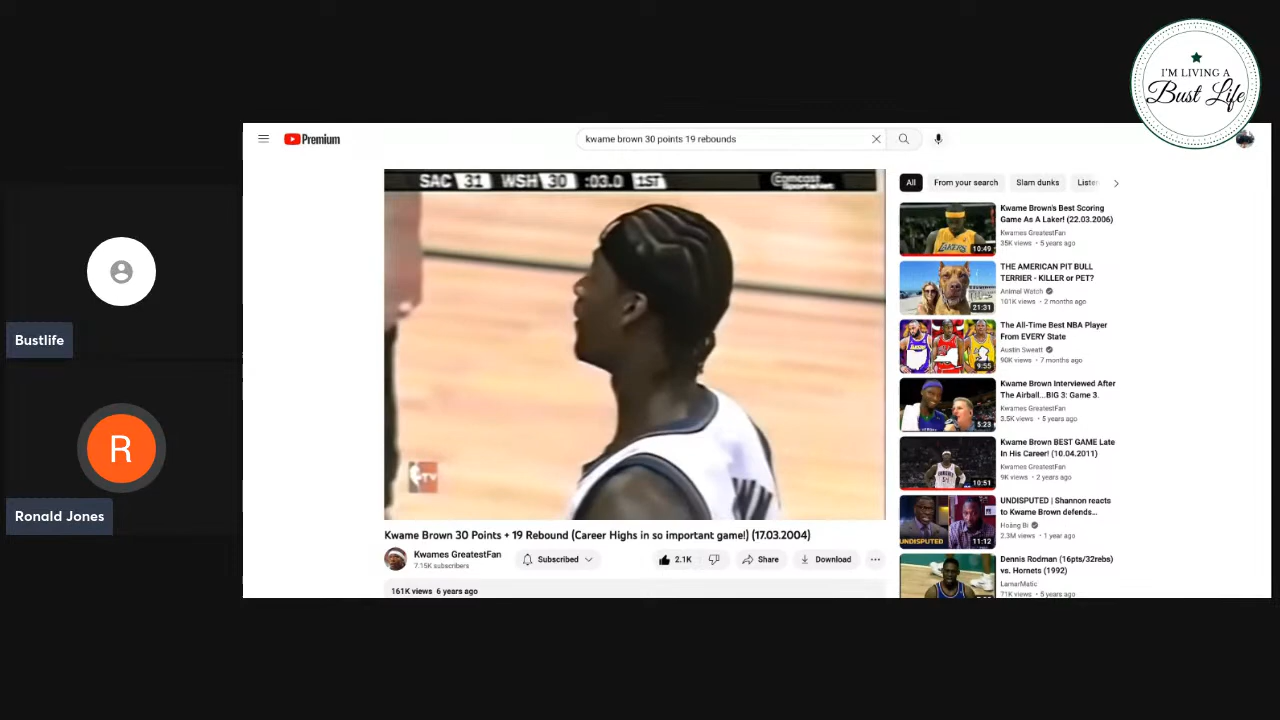 I'M LIVING A
Bust Life
Premium
kwame brown 30 points 19 rebounds
SAC 31 WSH 30 :03.0 1ST
Comcast
SportsNet
All
From your search
Slam dunks
Listen
Kwame Brown's Best Scoring
Game As A Laker! (22.03.2006)
Kwames GreatestFan
35K views • 5 years ago
10:49
THE AMERICAN PIT BULL
TERRIER - KILLER or PET?
Animal Watch
101K views • 2 months ago
21:31
The All-Time Best NBA Player
From EVERY State
Austin Sweatt
90K views • 7 months ago
9:55
Kwame Brown Interviewed After
The Airball...BIG 3: Game 3.
Kwames GreatestFan
3.5K views • 5 years ago
5:23
Kwame Brown BEST GAME Late
In His Career! (10.04.2011)
Kwames GreatestFan
9K views • 2 years ago
10:51
UNDISPUTED | Shannon reacts
to Kwame Brown defends...
Hoàng Bi
2.3M views • 1 year ago
UNDISPUTED
11:12
Dennis Rodman (16pts/32rebs)
vs. Hornets (1992)
LamarMatic
71K views • 5 years ago
Bustlife
R
Ronald Jones
TV
Kwame Brown 30 Points + 19 Rebound (Career Highs in so important game!) (17.03.2004)
Kwames GreatestFan
7.15K subscribers
Subscribed
2.1K
Share
Download
161K views 6 years ago